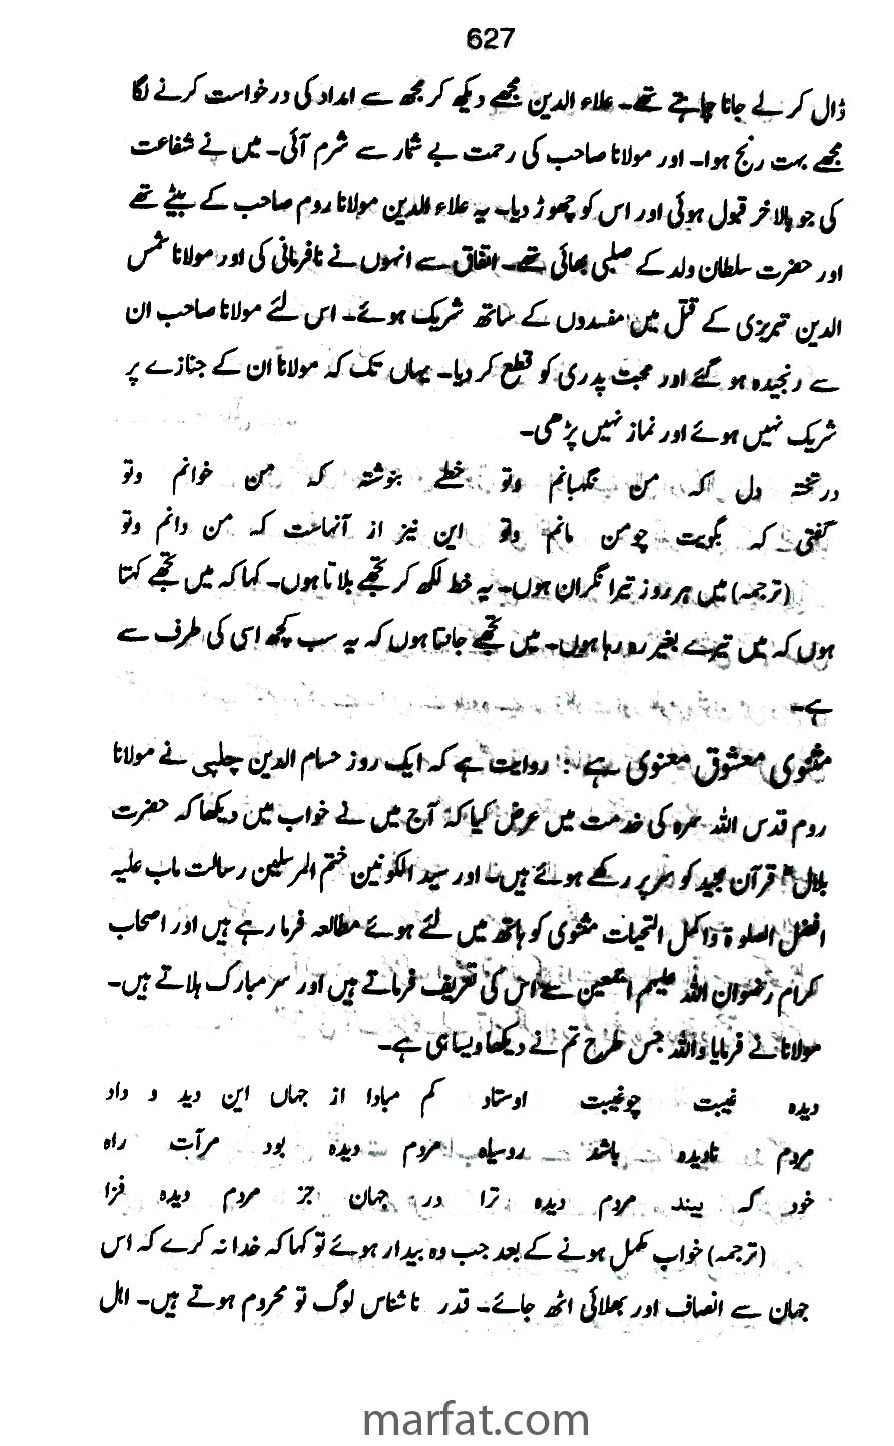 627
ڈال کر لے جانا چاہتے تھے۔ علاء الدین مجھے دیکھ کر مجھ سے امداد کی درخواست کرنے لگا
مجھے بہت رنج ہوا۔ اور مولانا صاحب کی رحمت بے شمار سے شرم آئی۔ میں نے شفاعت
کی جو بالاخر قبول ہوئی اور اس کو چھوڑ دیا۔ یہ علاء الدین مولانا روم صاحب کے بیٹے تھے
اور حضرت سلطان ولد کے صلبی بھائی تھے۔ اتفاق سے انہوں نے نافرمانی کی اور مولانا شمس
الدین تبریزی کے قتل میں مفسدوں کے ساتھ شریک ہوئے۔ اس لئے مولانا صاحب ان
سے رنجیدہ ہو گئے اور محبت پدری کو قطع کر دیا۔ یہاں تک کہ مولانا ان کے جنازے پر
شریک نہیں ہوئے اور نماز نہیں پڑھی۔
در تختہ دل کہ من نگہبانم وتو خطے بنوشتہ کہ من خوانم وتو
گفتی کہ بگویت چومن مانم وتو این نیز از آنہاست کہ من دانم وتو
(ترجمہ) میں ہر روز تیرا نگران ہوں۔ یہ خط لکھ کر تجھے بلاتا ہوں۔ کہا کہ میں تجھے کہتا
ہوں کہ میں تیرے بغیر رہ رہا ہوں۔ میں تجھے جانتا ہوں کہ یہ سب کچھ اسی کی طرف سے
ہے۔
مثنوی معشوق معنوی ہے : روایت ہے کہ ایک روز حسام الدین چلپی نے مولانا
روم قدس اللہ سرہ کی خدمت میں عرض کیا کہ آج میں نے خواب میں دیکھا کہ حضرت
بلالؓ قرآن مجید کو سر پر رکھے ہوئے ہیں۔ اور سید الکونین ختم المرسلین رسالت ماب علیہ
افضل الصلوۃ واکمل التحیات مثنوی کو ہاتھ میں لئے ہوئے مطالعہ فرما رہے ہیں اور اصحاب
کرام رضوان اللہ علیہم اجمعین سے اس کی تعریف فرماتے ہیں اور سر مبارک ہلاتے ہیں۔
مولانا نے فرمایا واللہ جس طرح تم نے دیکھا ویسا ہی ہے۔
دیدہ غیبت چوغیبت اوستاد کم مبادا از جہاں این دید و داد
مردم نادیدہ باشد روسیاہ مردم دیدہ بود مرآت راہ
خود کہ بیند مردم دیدہ ترا در جہان جز مردم دیدہ فزا
(ترجمہ) خواب مکمل ہونے کے بعد جب وہ بیدار ہوئے تو کہا کہ خدا نہ کرے کہ اس
جہان سے انصاف اور بھلائی اٹھ جائے۔ قدر ناشناس لوگ تو محروم ہوتے ہیں۔ اہل
marfat.com